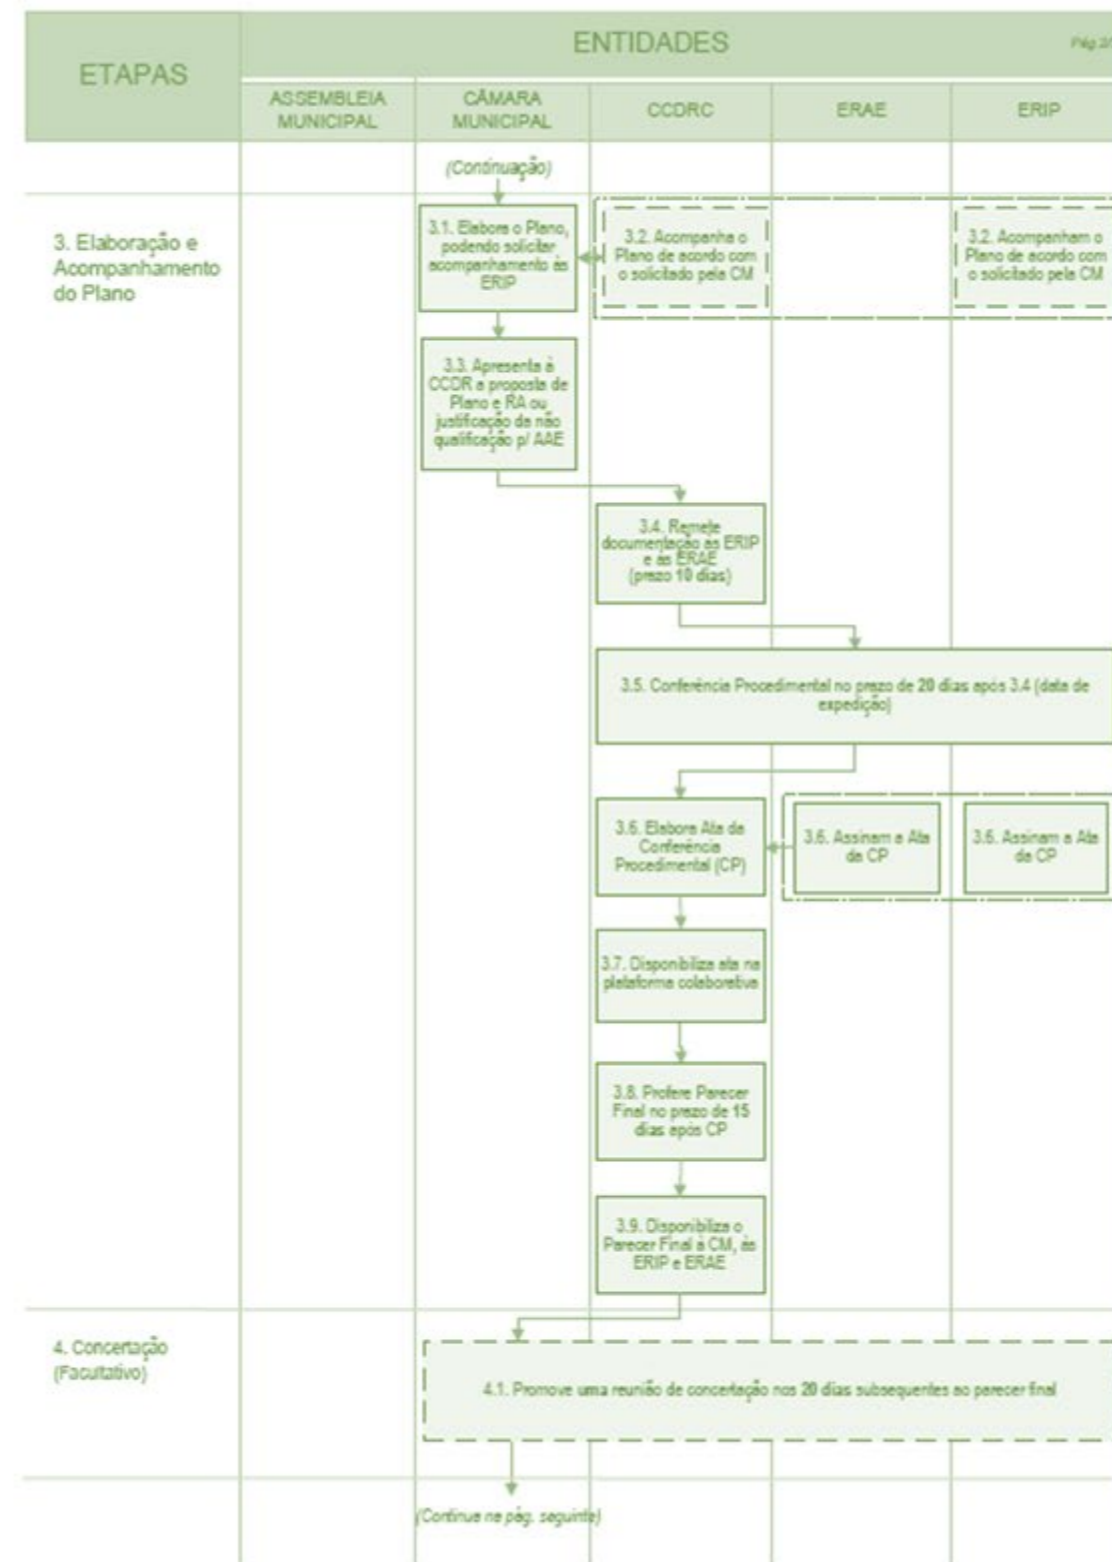 ETAPAS
ENTIDADES
Pág.2/
ASSEMBLEIA
MUNICIPAL
CÂMARA
MUNICIPAL
CCDRC
ERAE
ERIP
(Continuação)
3. Elaboração e
Acompanhamento
do Plano
3.1. Elabora o Plano,
podendo solicitar
acompanhamento às
ERIP
3.2. Acompanha o
Plano de acordo com
o solicitado pela CM
3.2. Acompanham o
Plano de acordo com
o solicitado pela CM
3.3. Apresenta à
CCDR a proposta de
Plano e RA ou
justificação da não
qualificação p/ AAE
3.4. Remete
documentação às ERIP
e às ERAE
(prazo 10 dias)
3.5. Conferência Procedimental no prazo de 20 dias após 3.4 (data de
expedição)
3.6. Elabora Ata da
Conferência
Procedimental (CP)
3.6. Assinam a Ata
da CP
3.6. Assinam a Ata
da CP
3.7. Disponibiliza ata na
plataforma colaborativa
3.8. Profere Parecer
Final no prazo de 15
dias após CP
3.9. Disponibiliza o
Parecer Final à CM, às
ERIP e ERAE
4. Concertação
(Facultativo)
4.1. Promove uma reunião de concertação nos 20 dias subsequentes ao parecer final
(Continua na pág. seguinte)